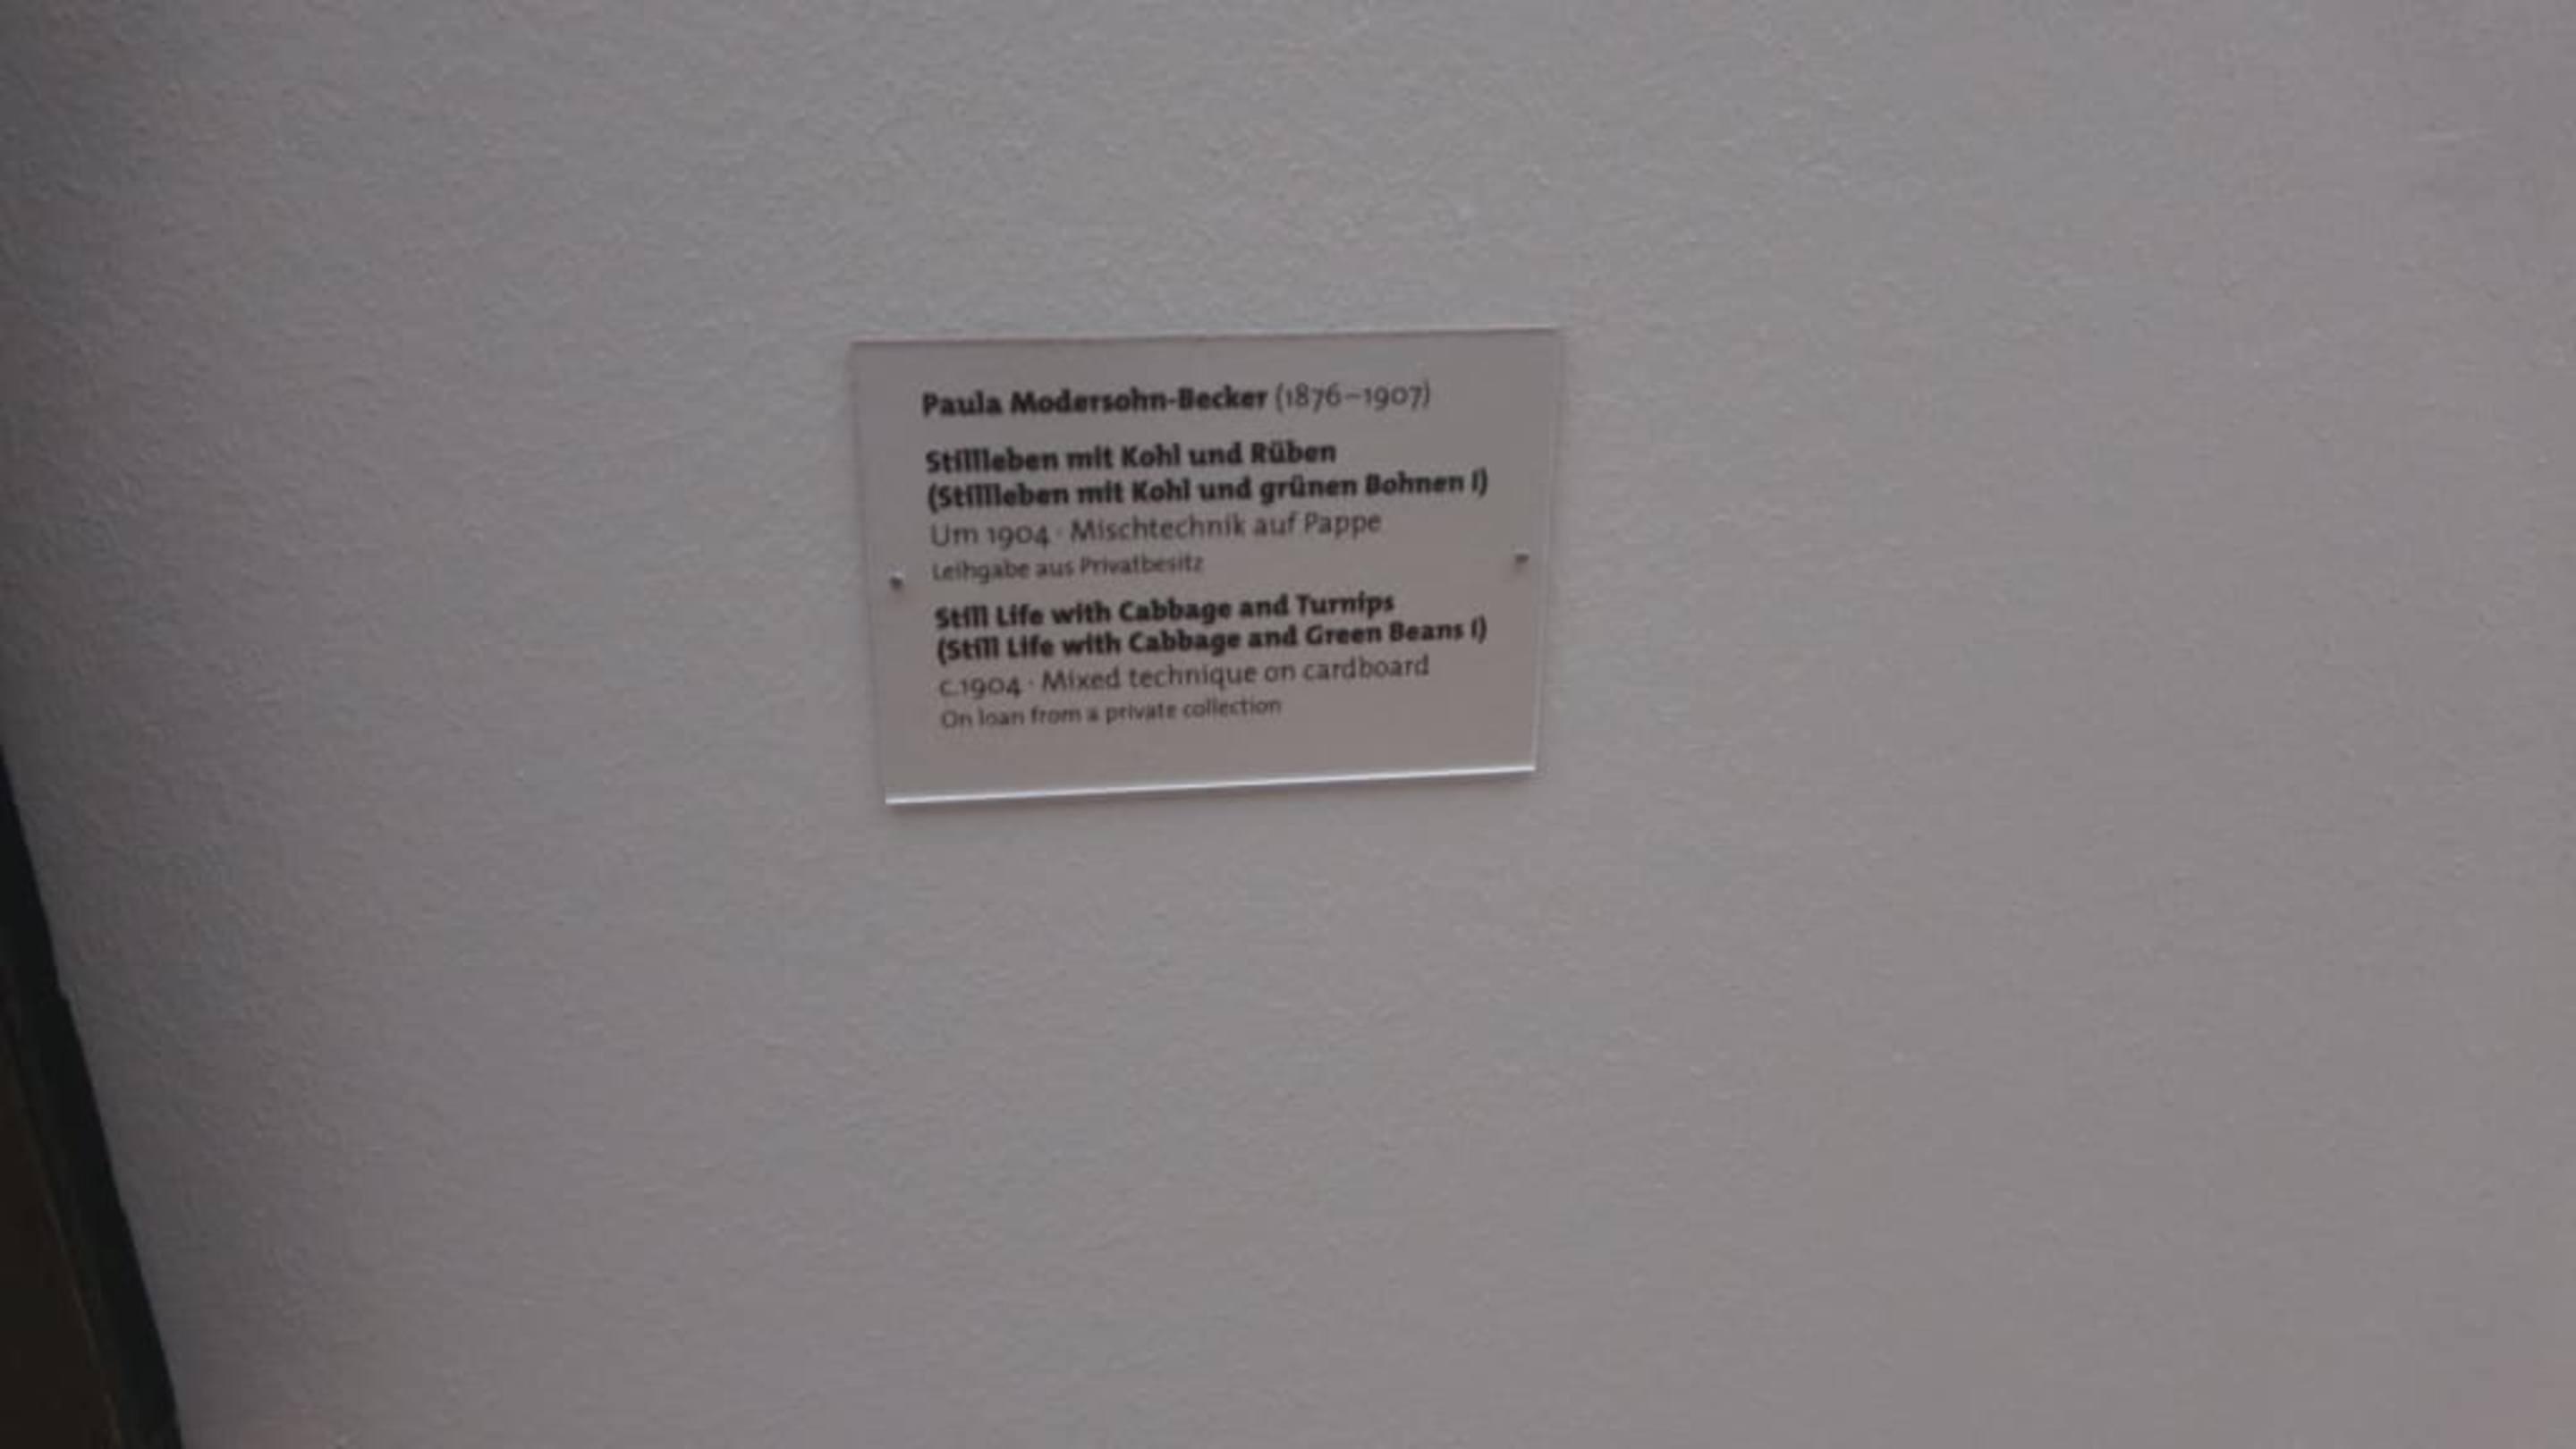 Paula Modersohn-Becker (1876–1907)
Stillleben mit Kohl und Rüben
(Stillleben mit Kohl und grünen Bohnen I)
Um 1904 · Mischtechnik auf Pappe
Leihgabe aus Privatbesitz
Still Life with Cabbage and Turnips
(Still Life with Cabbage and Green Beans I)
c.1904 · Mixed technique on cardboard
On loan from a private collection